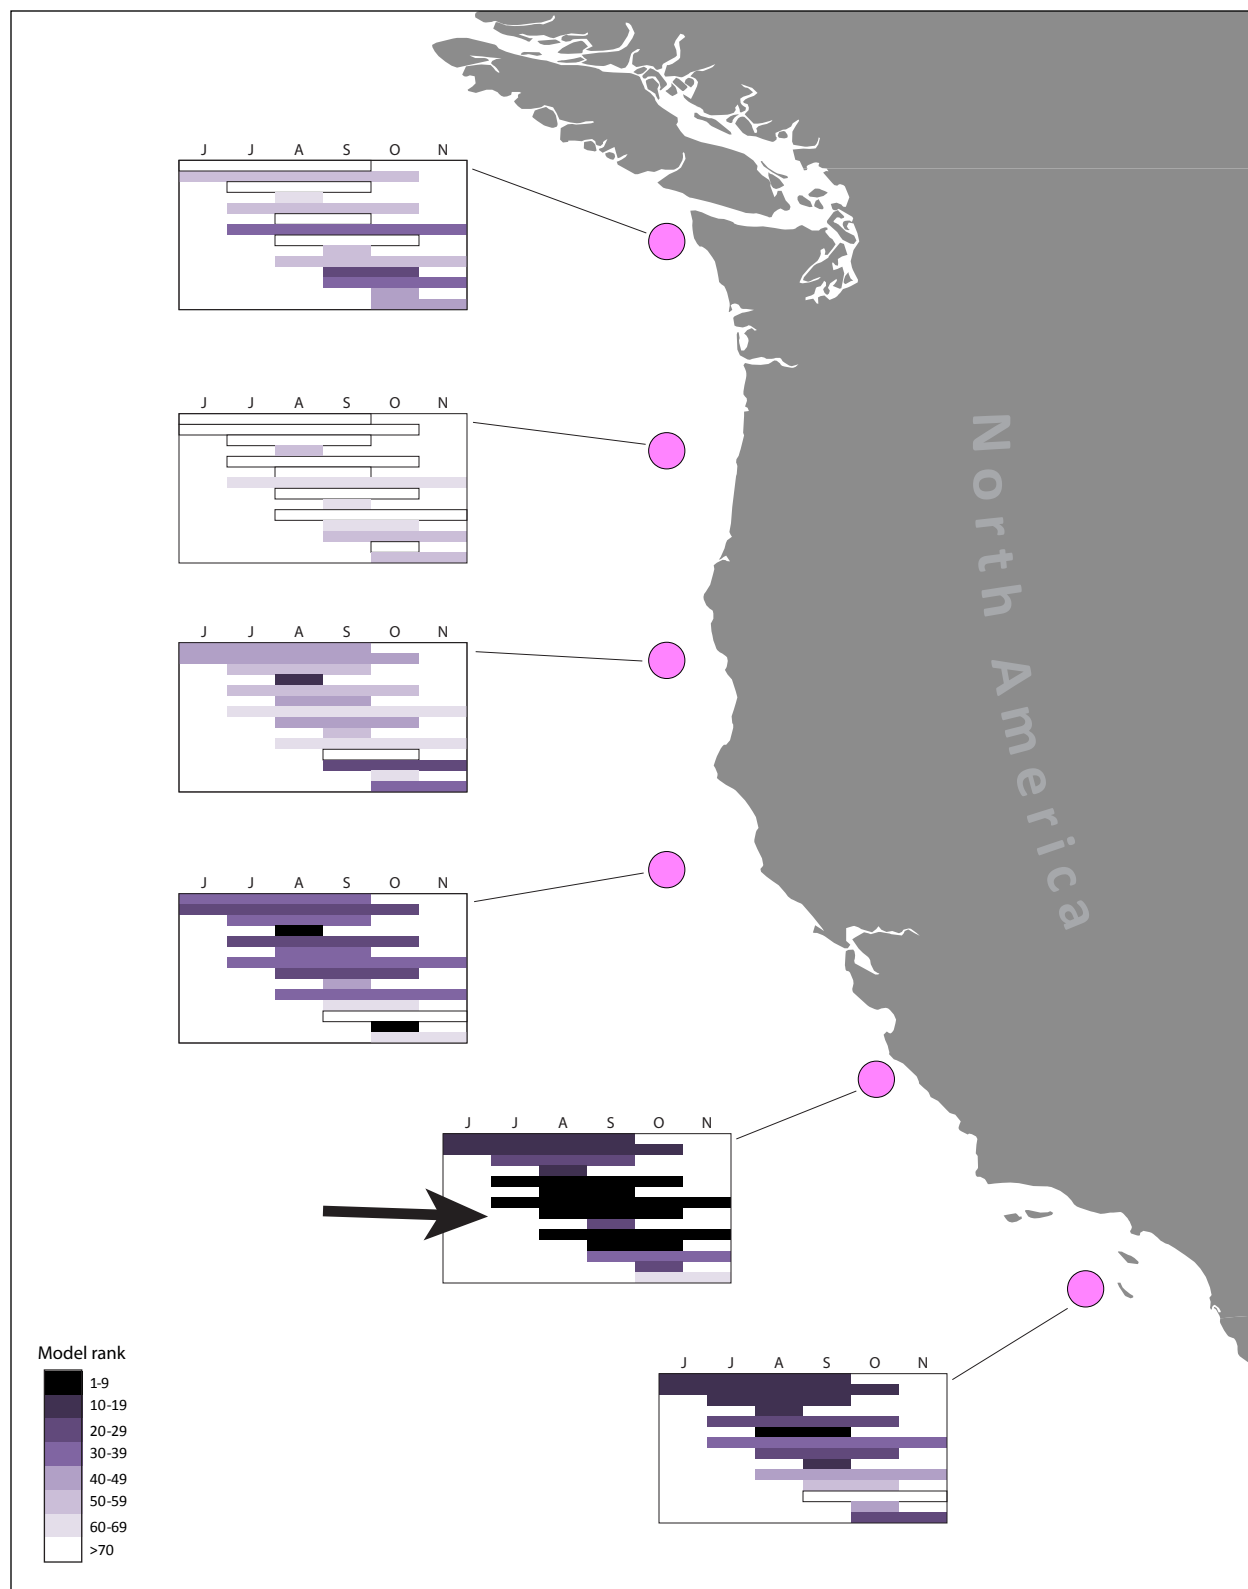 J J A S O N
J J A S O N
North America
J J A S O N
J J A S O N
J J A S O N
J J A S O N
Model rank
1-9
10-19
20-29
30-39
40-49
50-59
60-69
>70